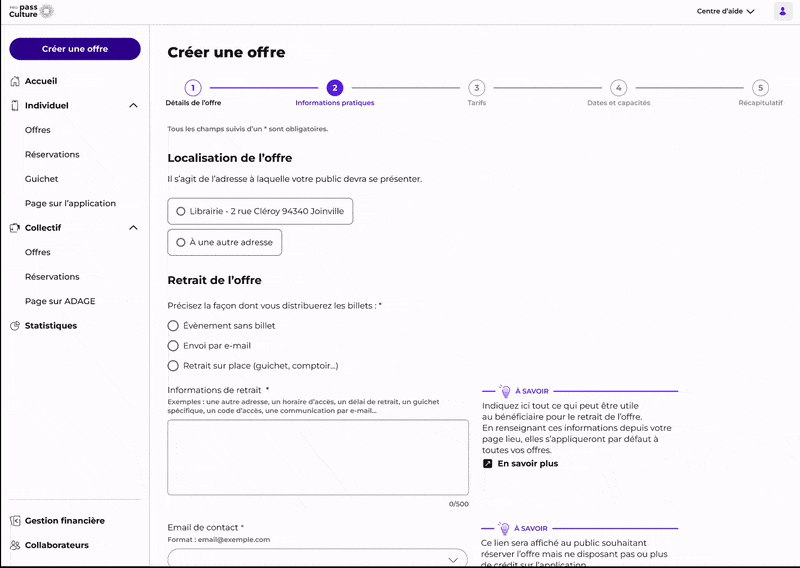 PRO pass
Culture
Centre d'aide
Créer une offre
Accueil
Individuel
Offres
Réservations
Guichet
Page sur l'application
Collectif
Offres
Réservations
Page sur ADAGE
Statistiques
Gestion financière
Collaborateurs
Créer une offre
1
2
3
4
5
Détails de l'offre
Informations pratiques
Tarifs
Dates et capacités
Récapitulatif
Tous les champs suivis d'un * sont obligatoires.
Localisation de l'offre
Il s'agit de l'adresse à laquelle votre public devra se présenter.
Librairie - 2 rue Cléroy 94340 Joinville
À une autre adresse
Retrait de l'offre
Précisez la façon dont vous distribuerez les billets : *
Évènement sans billet
Envoi par e-mail
Retrait sur place (guichet, comptoir...)
Informations de retrait *
Exemples : une autre adresse, un horaire d'accès, un délai de retrait, un guichet
spécifique, un code d'accès, une communication par e-mail...
0/500
À SAVOIR
Indiquez ici tout ce qui peut être utile
au bénéficiaire pour le retrait de l'offre.
En renseignant ces informations depuis votre
page lieu, elles s'appliqueront par défaut à
toutes vos offres.
En savoir plus
Email de contact *
Format : email@exemple.com
À SAVOIR
Ce lien sera affiché au public souhaitant
réserver l'offre mais ne disposant pas ou plus
de crédit sur l'application.